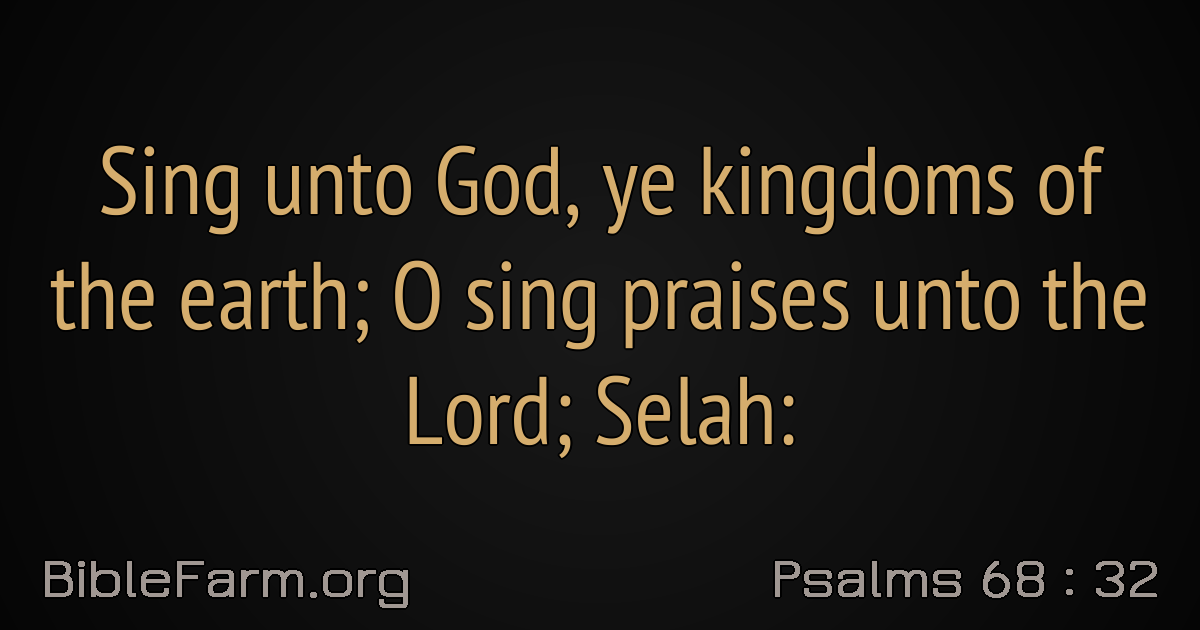 Sing unto God, ye kingdoms of
the earth; O sing praises unto the
Lord; Selah:
BibleFarm.org
Psalms 68 : 32